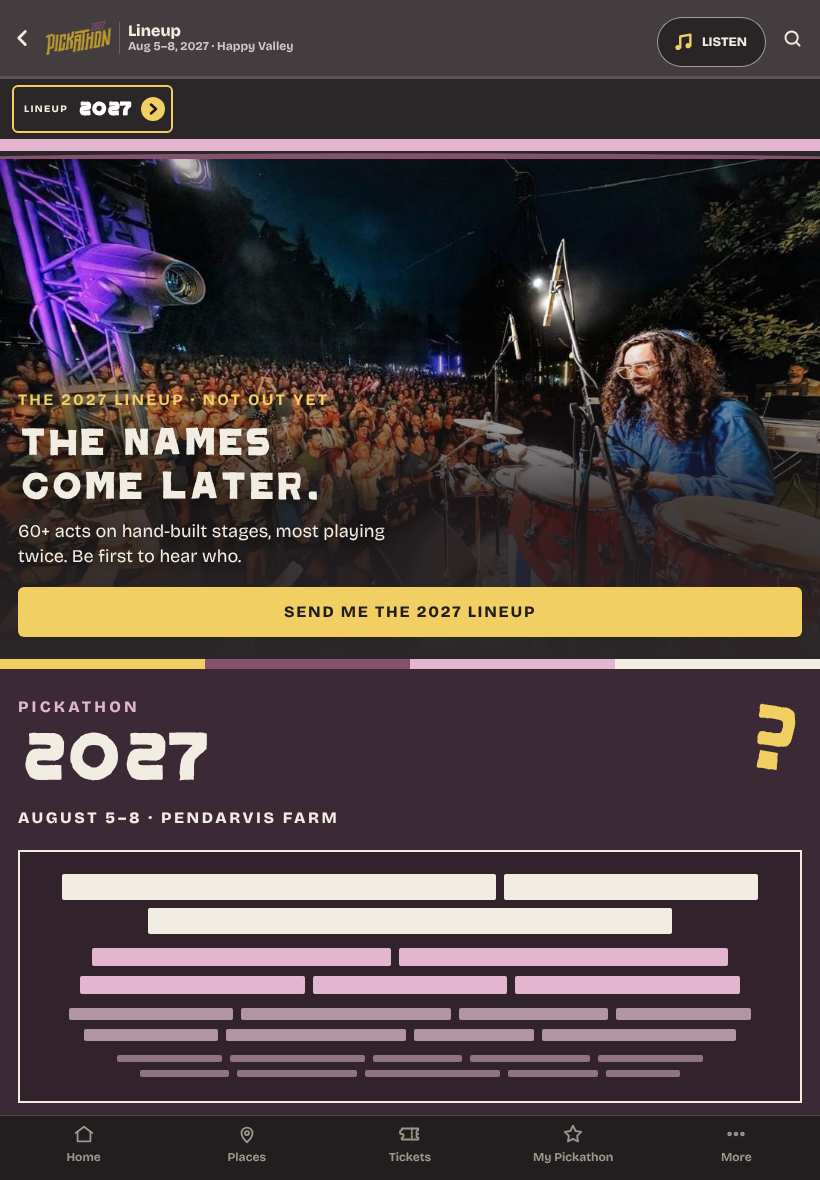 PICKATHON
Lineup
Aug 5–8, 2027 · Happy Valley
LISTEN
LINEUP 2027
THE 2027 LINEUP · NOT OUT YET
THE NAMES
COME LATER.
60+ acts on hand-built stages, most playing
twice. Be first to hear who.
SEND ME THE 2027 LINEUP
PICKATHON
2027
?
AUGUST 5–8 · PENDARVIS FARM
Home
Places
Tickets
My Pickathon
More